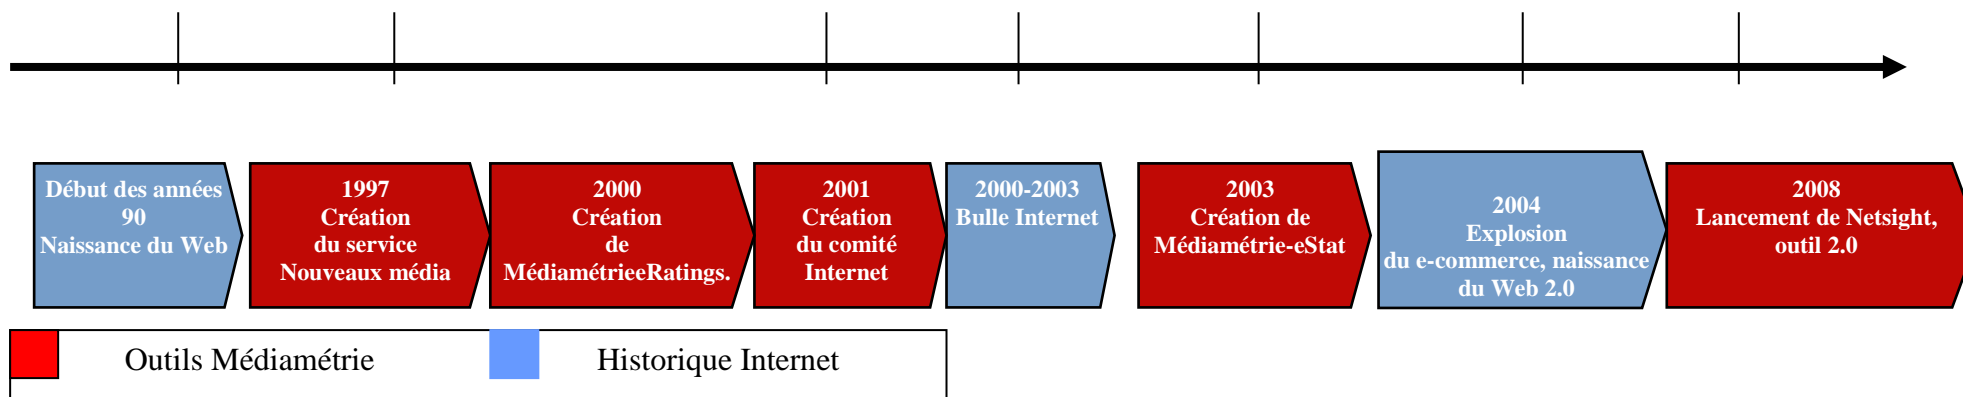 Début des années
90
Naissance du Web
1997
Création
du service
Nouveaux média
2000
Création
de
MédiamétrieeRatings.
2001
Création
du comité
Internet
2000-2003
Bulle Internet
2003
Création de
Médiamétrie-eStat
2004
Explosion
du e-commerce, naissance
du Web 2.0
2008
Lancement de Netsight,
outil 2.0
Outils Médiamétrie
Historique Internet